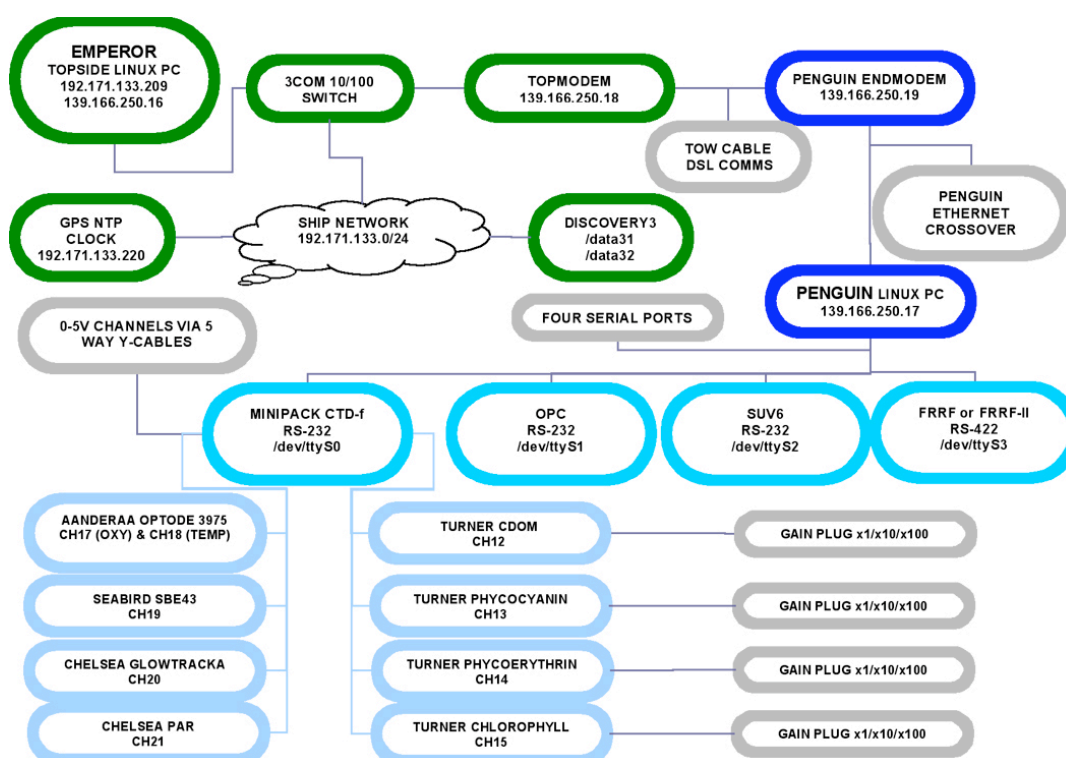 EMPEROR
TOPSIDE LINUX PC
192.171.133.209
139.166.250.16
3COM 10/100
SWITCH
TOPMODEM
139.166.250.18
PENGUIN ENDMODEM
139.166.250.19
TOW CABLE
DSL COMMS
PENGUIN
ETHERNET
CROSSOVER
GPS NTP
CLOCK
192.171.133.220
SHIP NETWORK
192.171.133.0/24
DISCOVERY3
/data31
/data32
PENGUIN LINUX PC
139.166.250.17
0-5V CHANNELS VIA 5
WAY Y-CABLES
FOUR SERIAL PORTS
MINIPACK CTD-f
RS-232
/dev/ttyS0
OPC
RS-232
/dev/ttyS1
SUV6
RS-232
/dev/ttyS2
FRRF or FRRF-II
RS-422
/dev/ttyS3
AANDERAA OPTODE 3975
CH17 (OXY) & CH18 (TEMP)
TURNER CDOM
CH12
GAIN PLUG x1/x10/x100
SEABIRD SBE43
CH19
TURNER PHYCOCYANIN
CH13
GAIN PLUG x1/x10/x100
CHELSEA GLOWTRACKA
CH20
TURNER PHYCOERYTHRIN
CH14
GAIN PLUG x1/x10/x100
CHELSEA PAR
CH21
TURNER CHLOROPHYLL
CH15
GAIN PLUG x1/x10/x100